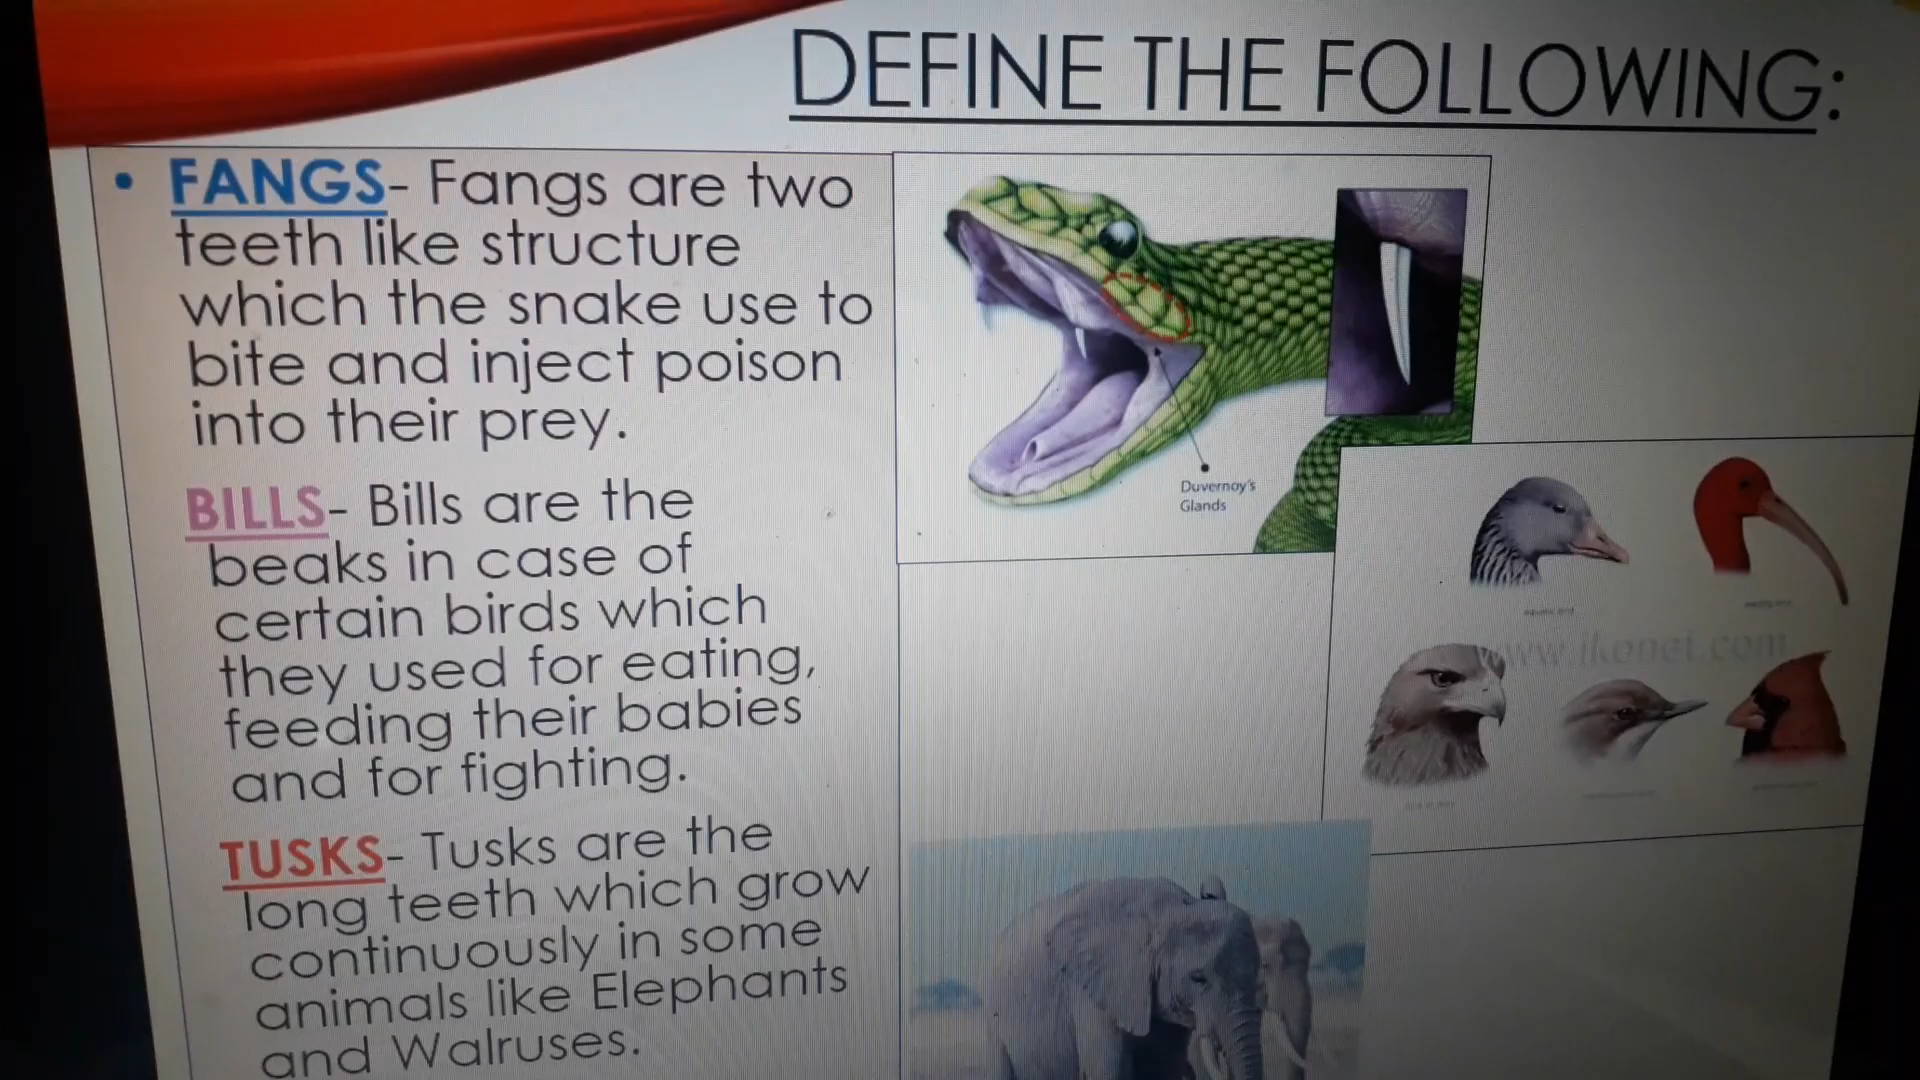 DEFINE THE FOLLOWING:
• FANGS- Fangs are two
teeth like structure
which the snake use to
bite and inject poison
into their prey.
BILLS- Bills are the
beaks in case of
certain birds which
they used for eating,
feeding their babies
and for fighting.
TUSKS- Tusks are the
long teeth which grow
continuously in some
animals like Elephants
and Walruses.
Duvernoy's
Glands
www.ikonet.com